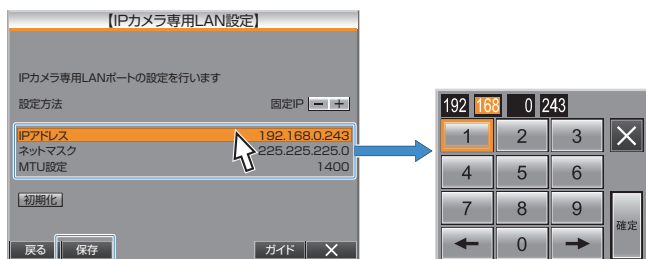 【IPカメラ専用LAN設定】
IPカメラ専用LANポートの設定を行います
設定方法 固定IP － ＋
IPアドレス 192.168.0.243
ネットマスク 225.225.225.0
MTU設定 1400
初期化
戻る 保存 ガイド ×
192 168 0 243
1 2 3 ×
4 5 6
7 8 9
確定
← 0 →